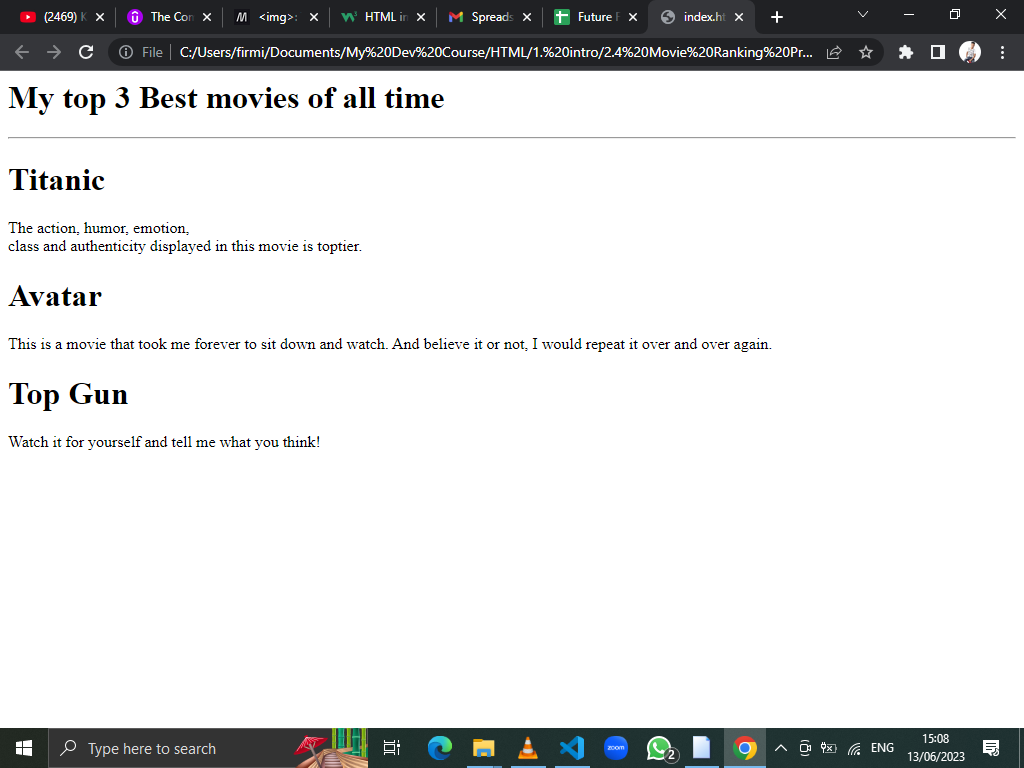 (2469) K
The Con
<img>:
HTML in
Spreads
Future F
index.ht
File
C:/Users/firmi/Documents/My%20Dev%20Course/HTML/1.%20intro/2.4%20Movie%20Ranking%20Pr...
My top 3 Best movies of all time
Titanic
The action, humor, emotion,
class and authenticity displayed in this movie is toptier.
Avatar
This is a movie that took me forever to sit down and watch. And believe it or not, I would repeat it over and over again.
Top Gun
Watch it for yourself and tell me what you think!
Type here to search
zoom
2
ENG
15:08
13/06/2023